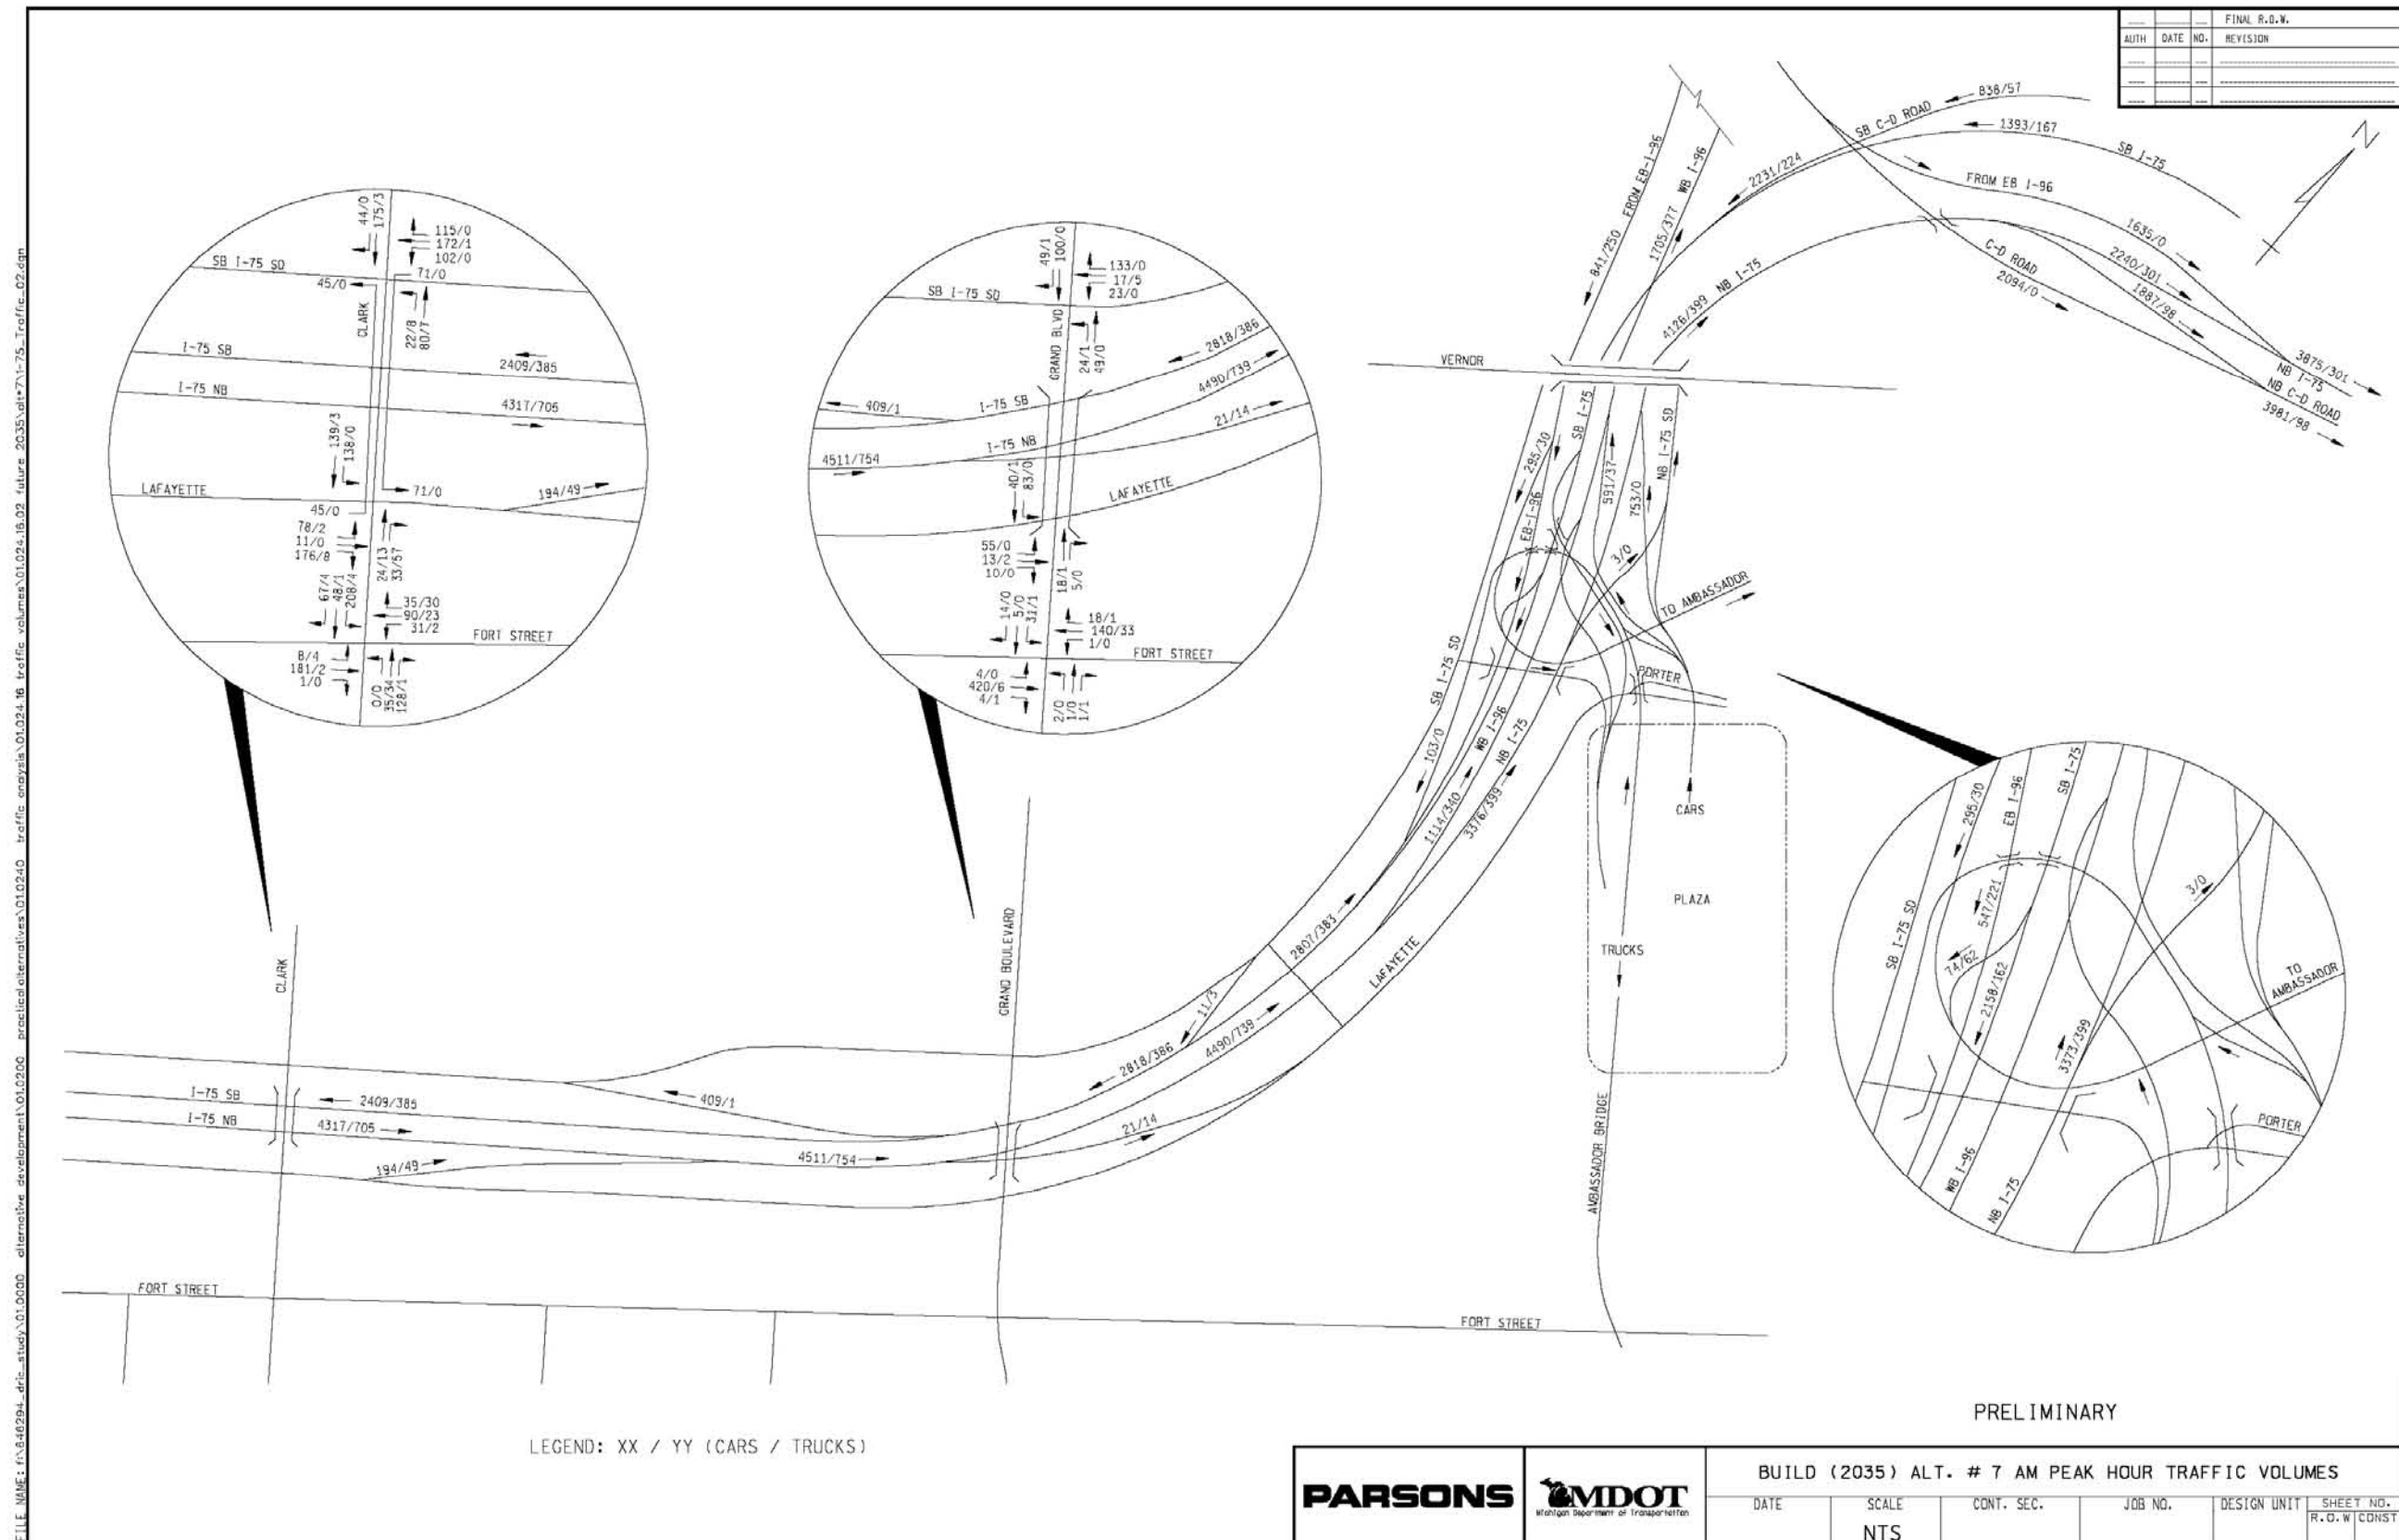 FINAL R.O.W.
AUTH DATE NO. REVISION
838/57
SB C-D ROAD
1393/167
SB I-75
2231/224
FROM EB I-96
1635/0
2240/301
C-D ROAD
2094/0
1887/98
3875/301
NB I-75
NB C-D ROAD
3981/98
841/250 FROM EB-I-96
1705/377 WB I-96
4126/399 NB I-75
VERNOR
44/0
175/3
115/0
172/1
102/0
SB I-75 SD
71/0
45/0
CLARK
22/8
80/7
I-75 SB
2409/385
I-75 NB
4317/705
139/3
138/0
LAFAYETTE
71/0
194/49
45/0
78/2
11/0
176/8
24/13
33/57
67/4
48/1
208/4
35/30
90/23
31/2
FORT STREET
8/4
181/2
1/0
0/0
35/34
128/1
49/1
100/0
133/0
17/5
23/0
SB I-75 SD
GRAND BLVD
24/1
49/0
2818/386
4490/739
409/1
I-75 SB
21/14
I-75 NB
4511/754
40/1
83/0
LAFAYETTE
55/0
13/2
10/0
18/1
5/0
14/0
5/0
31/1
18/1
140/33
1/0
FORT STREET
4/0
420/6
4/1
2/0
1/0
1/1
295/30
SB I-75
EB-I-96
591/37
753/0
NB I-75 SD
3/0
TO AMBASSADOR
PORTER
SB I-75 SD
103/0
WB I-96
NB I-75
1114/340
3376/399
CARS
PLAZA
TRUCKS
2807/383
LAFAYETTE
11/3
2818/386
4490/739
CLARK
GRAND BOULEVARD
I-75 SB
2409/385
409/1
I-75 NB
4317/705
194/49
4511/754
21/14
AMBASSADOR BRIDGE
FORT STREET
FORT STREET
295/30
EB I-96
SB I-75
547/221
SB I-75 SD
74/62
2158/162
3/0
TO
AMBASSADOR
3373/399
PORTER
WB I-96
NB I-75
PRELIMINARY
LEGEND: XX / YY (CARS / TRUCKS)
PARSONS
MDOT
Michigan Department of Transportation
BUILD (2035) ALT. # 7 AM PEAK HOUR TRAFFIC VOLUMES
DATE SCALE CONT. SEC. JOB NO. DESIGN UNIT SHEET NO.
NTS
R.O.W CONST